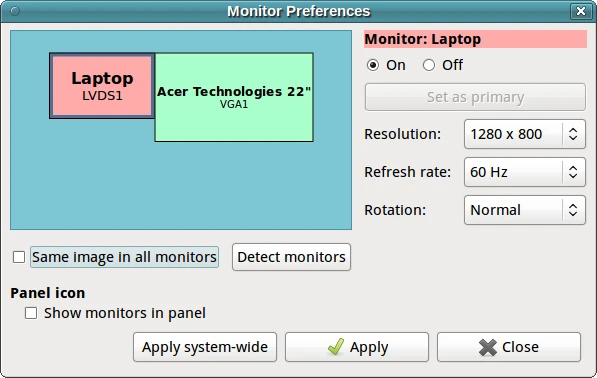 Monitor Preferences
Laptop
LVDS1
Acer Technologies 22"
VGA1
Monitor: Laptop
On Off
Set as primary
Resolution: 1280 x 800
Refresh rate: 60 Hz
Rotation: Normal
Same image in all monitors Detect monitors
Panel icon
Show monitors in panel
Apply system-wide Apply Close